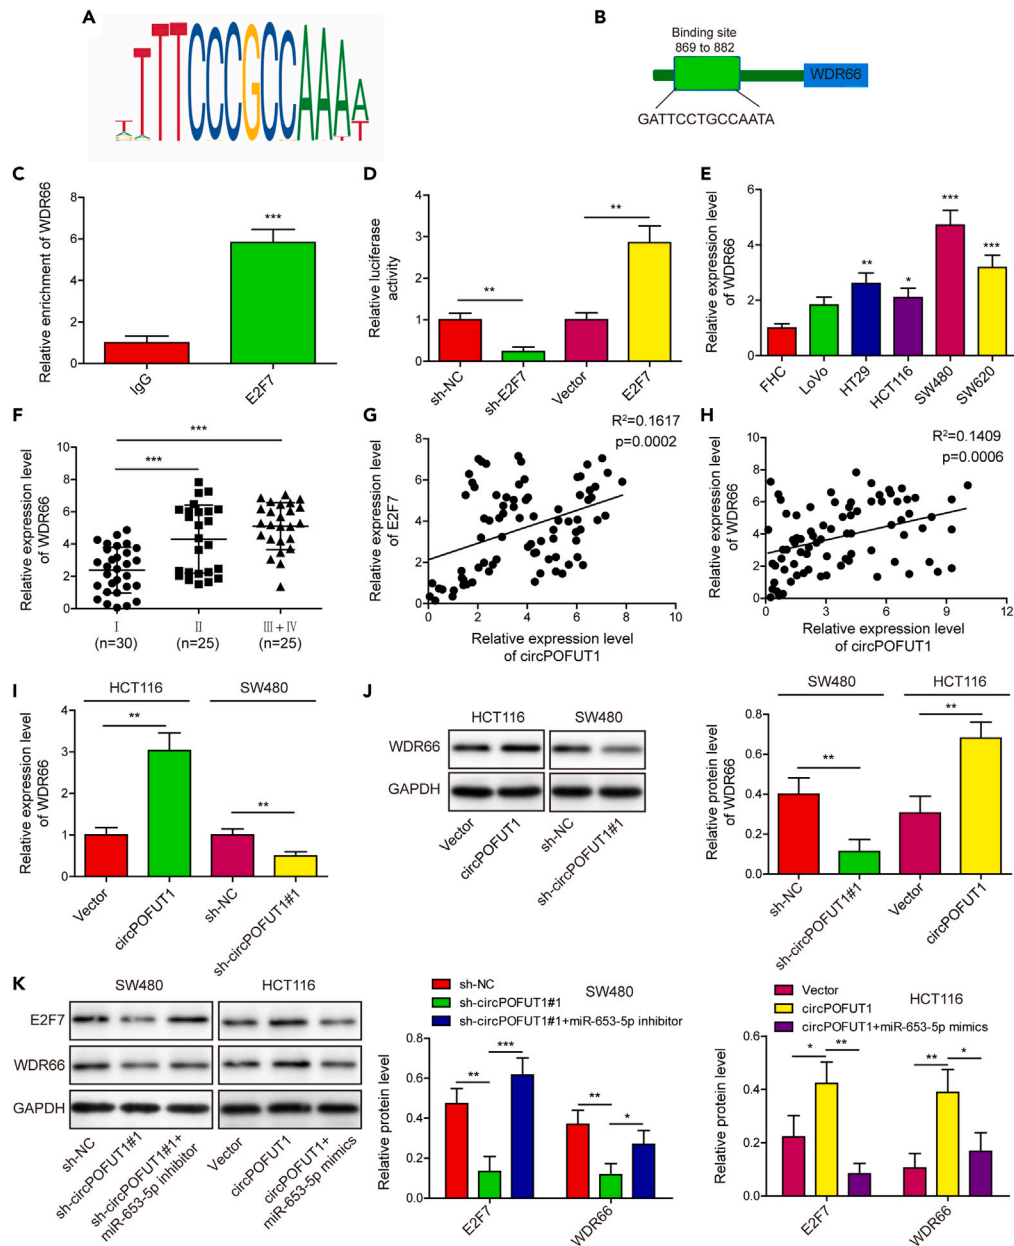 A
TTTTCCCGCCAAAA
B
Binding site
869 to 882
WDR66
GATTCCTGCCAATA
C
Relative enrichment of WDR66
8
6
4
2
0
***
IgG
E2F7
D
Relative luciferase
activity
4
3
2
1
0
**
**
sh-NC
sh-E2F7
Vector
E2F7
E
Relative expression level
of WDR66
6
4
2
0
**
*
***
***
FHC
LoVo
HT29
HCT116
SW480
SW620
F
Relative expression level
of WDR66
10
8
6
4
2
0
***
***
I
II
III+IV
(n=30)
(n=25)
(n=25)
G
R²=0.1617
p=0.0002
Relative expression level
of E2F7
8
6
4
2
0
0 2 4 6 8 10
Relative expression level
of circPOFUT1
H
R²=0.1409
p=0.0006
Relative expression level
of WDR66
10
8
6
4
2
0
0 3 6 9 12
Relative expression level
of circPOFUT1
I
HCT116
SW480
Relative expression level
of WDR66
4
3
2
1
0
**
**
Vector
circPOFUT1
sh-NC
sh-circPOFUT1#1
J
HCT116
SW480
WDR66
GAPDH
Vector
circPOFUT1
sh-NC
sh-circPOFUT1#1
SW480
HCT116
Relative protein level
of WDR66
0.8
0.6
0.4
0.2
0.0
**
**
sh-NC
sh-circPOFUT1#1
Vector
circPOFUT1
K
SW480
HCT116
E2F7
WDR66
GAPDH
sh-NC
sh-circPOFUT1#1
sh-circPOFUT1#1+
miR-653-5p inhibitor
Vector
circPOFUT1
circPOFUT1+
miR-653-5p mimics
sh-NC
sh-circPOFUT1#1
sh-circPOFUT1#1+miR-653-5p inhibitor
SW480
Relative protein level
0.8
0.6
0.4
0.2
0.0
**
***
**
*
E2F7
WDR66
Vector
circPOFUT1
circPOFUT1+miR-653-5p mimics
HCT116
Relative protein level
0.6
0.4
0.2
0.0
*
**
**
*
E2F7
WDR66